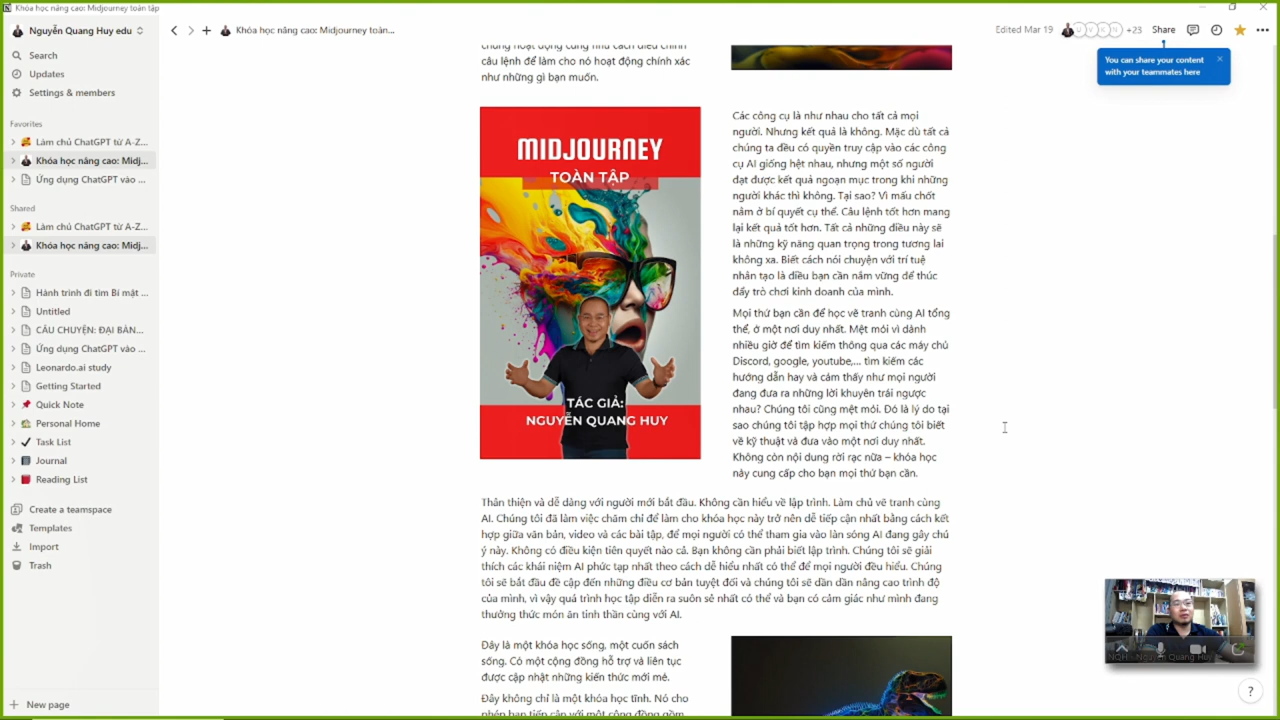 Khóa học nâng cao: Midjourney toàn tập
Nguyễn Quang Huy edu
Search
Updates
Settings & members
Favorites
Làm chủ ChatGPT từ A-Z...
Khóa học nâng cao: Midj...
Ứng dụng ChatGPT vào ...
Shared
Làm chủ ChatGPT từ A-Z...
Khóa học nâng cao: Midj...
Private
Hành trình đi tìm Bí mật ...
Untitled
CÂU CHUYỆN: ĐẠI BÀN...
Ứng dụng ChatGPT vào ...
Leonardo.ai study
Getting Started
Quick Note
Personal Home
Task List
Journal
Reading List
Create a teamspace
Templates
Import
Trash
New page
Khóa học nâng cao: Midjourney toàn...
Edited Mar 19
+23
Share
You can share your content
with your teammates here
chúng hoạt động cũng như cách điều chỉnh
câu lệnh để làm cho nó hoạt động chính xác
như những gì bạn muốn.
MIDJOURNEY
TOÀN TẬP
TÁC GIẢ:
NGUYỄN QUANG HUY
Các công cụ là như nhau cho tất cả mọi
người. Nhưng kết quả là không. Mặc dù tất cả
chúng ta đều có quyền truy cập vào các công
cụ AI giống hệt nhau, nhưng một số người
đạt được kết quả ngoạn mục trong khi những
người khác thì không. Tại sao? Vì mấu chốt
nằm ở bí quyết cụ thể. Câu lệnh tốt hơn mang
lại kết quả tốt hơn. Tất cả những điều này sẽ
là những kỹ năng quan trọng trong tương lai
không xa. Biết cách nói chuyện với trí tuệ
nhân tạo là điều bạn cần nắm vững để thúc
đẩy trò chơi kinh doanh của mình.
Mọi thứ bạn cần để học vẽ tranh cùng AI tổng
thể, ở một nơi duy nhất. Mệt mỏi vì dành
nhiều giờ để tìm kiếm thông qua các máy chủ
Discord, google, youtube,... tìm kiếm các
hướng dẫn hay và cảm thấy như mọi người
đang đưa ra những lời khuyên trái ngược
nhau? Chúng tôi cũng mệt mỏi. Đó là lý do tại
sao chúng tôi tập hợp mọi thứ chúng tôi biết
về kỹ thuật và đưa vào một nơi duy nhất.
Không còn nội dung rời rạc nữa – khóa học
này cung cấp cho bạn mọi thứ bạn cần.
Thân thiện và dễ dàng với người mới bắt đầu. Không cần hiểu về lập trình. Làm chủ vẽ tranh cùng
AI. Chúng tôi đã làm việc chăm chỉ để làm cho khóa học này trở nên dễ tiếp cận nhất bằng cách kết
hợp giữa văn bản, video và các bài tập, để mọi người có thể tham gia vào làn sóng AI đang gây chú
ý này. Không có điều kiện tiên quyết nào cả. Bạn không cần phải biết lập trình. Chúng tôi sẽ giải
thích các khái niệm AI phức tạp nhất theo cách dễ hiểu nhất có thể để mọi người đều hiểu. Chúng
tôi sẽ bắt đầu đề cập đến những điều cơ bản tuyệt đối và chúng tôi sẽ dần dần nâng cao trình độ
của mình, vì vậy quá trình học tập diễn ra suôn sẻ nhất có thể và bạn có cảm giác như mình đang
thưởng thức món ăn tinh thần cùng với AI.
Đây là một khóa học sống, một cuốn sách
sống. Có một cộng đồng hỗ trợ và liên tục
được cập nhật những kiến thức mới mẻ.
Đây không chỉ là một khóa học tĩnh. Nó cho
phép bạn tiếp cận với một cộng đồng gồm
NQH - Nguyễn Quang Huy
?